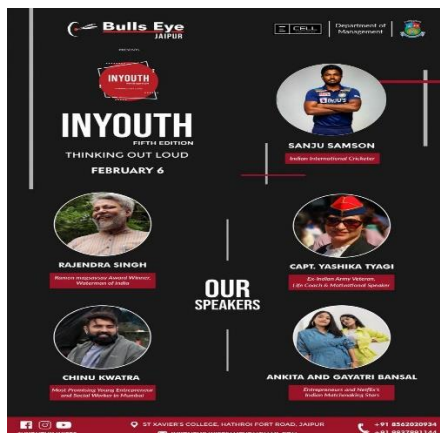 Bulls Eye
JAIPUR
E CELL
Department of
Management
INYOUTH
INYOUTH
FIFTH EDITION
THINKING OUT LOUD
FEBRUARY 6
SANJU SAMSON
Indian International Cricketer
RAJENDRA SINGH
Ramon magsaysay Award Winner,
Waterman of India
CAPT. YASHIKA TYAGI
Ex-Indian Army Veteran,
Life Coach & Motivational Speaker
OUR
SPEAKERS
CHINU KWATRA
Most Promising Young Entrepreneur
and Social Worker in Mumbai
ANKITA AND GAYATRI BANSAL
Entrepreneurs and Netflix's
Indian Matchmaking Stars
ST XAVIER'S COLLEGE, HATHROI FORT ROAD, JAIPUR
+91 8562020934